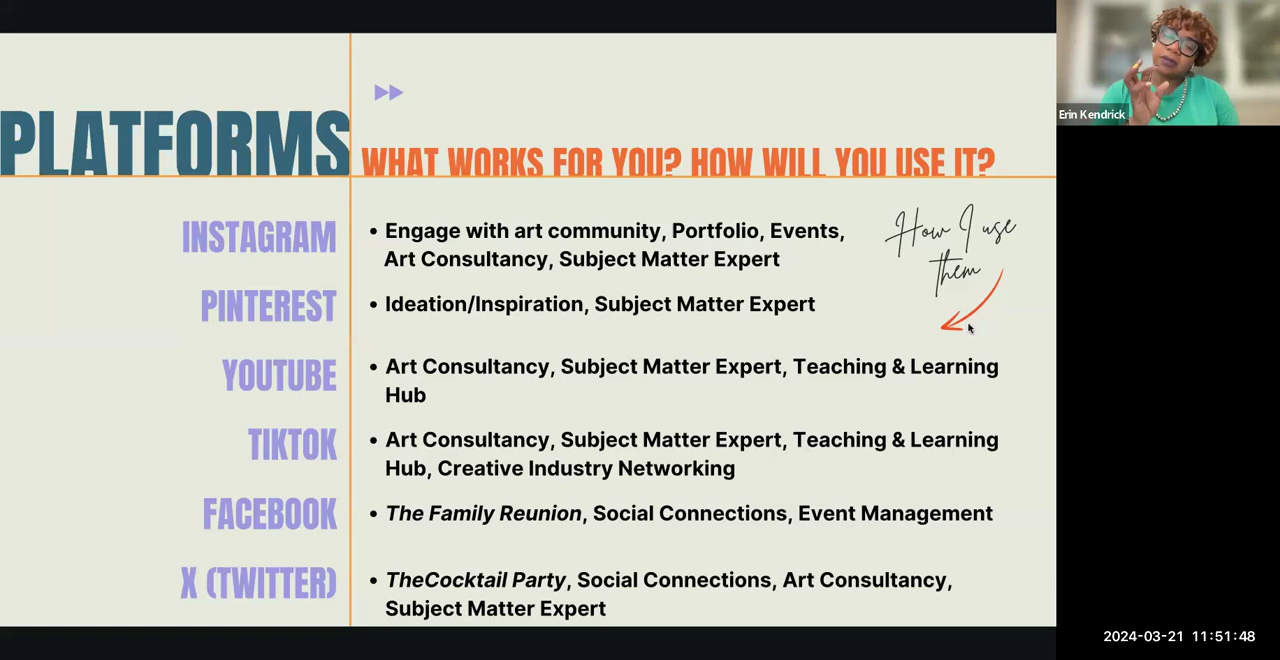 PLATFORMS
WHAT WORKS FOR YOU? HOW WILL YOU USE IT?
How I use
them
INSTAGRAM
• Engage with art community, Portfolio, Events,
Art Consultancy, Subject Matter Expert
PINTEREST
• Ideation/Inspiration, Subject Matter Expert
YOUTUBE
• Art Consultancy, Subject Matter Expert, Teaching & Learning
Hub
TIKTOK
• Art Consultancy, Subject Matter Expert, Teaching & Learning
Hub, Creative Industry Networking
FACEBOOK
• The Family Reunion, Social Connections, Event Management
X (TWITTER)
• TheCocktail Party, Social Connections, Art Consultancy,
Subject Matter Expert
Erin Kendrick
2024-03-21 11:51:48